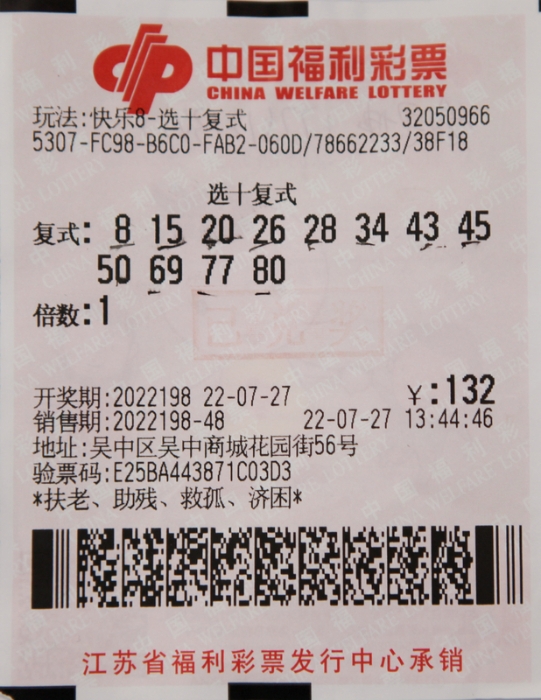 中国福利彩票
CHINA WELFARE LOTTERY
玩法:快乐8-选十复式 32050966
5307-FC98-B6C0-FAB2-060D/78662233/38F18
选十复式
复式: 8 15 20 26 28 34 43 45
50 69 77 80
倍数:1
已兑奖
开奖期:2022198 22-07-27 ¥:132
销售期:2022198-48 22-07-27 13:44:46
地址:吴中区吴中商城花园街56号
验票码:E25BA443871C03D3
*扶老、助残、救孤、济困*
江苏省福利彩票发行中心承销